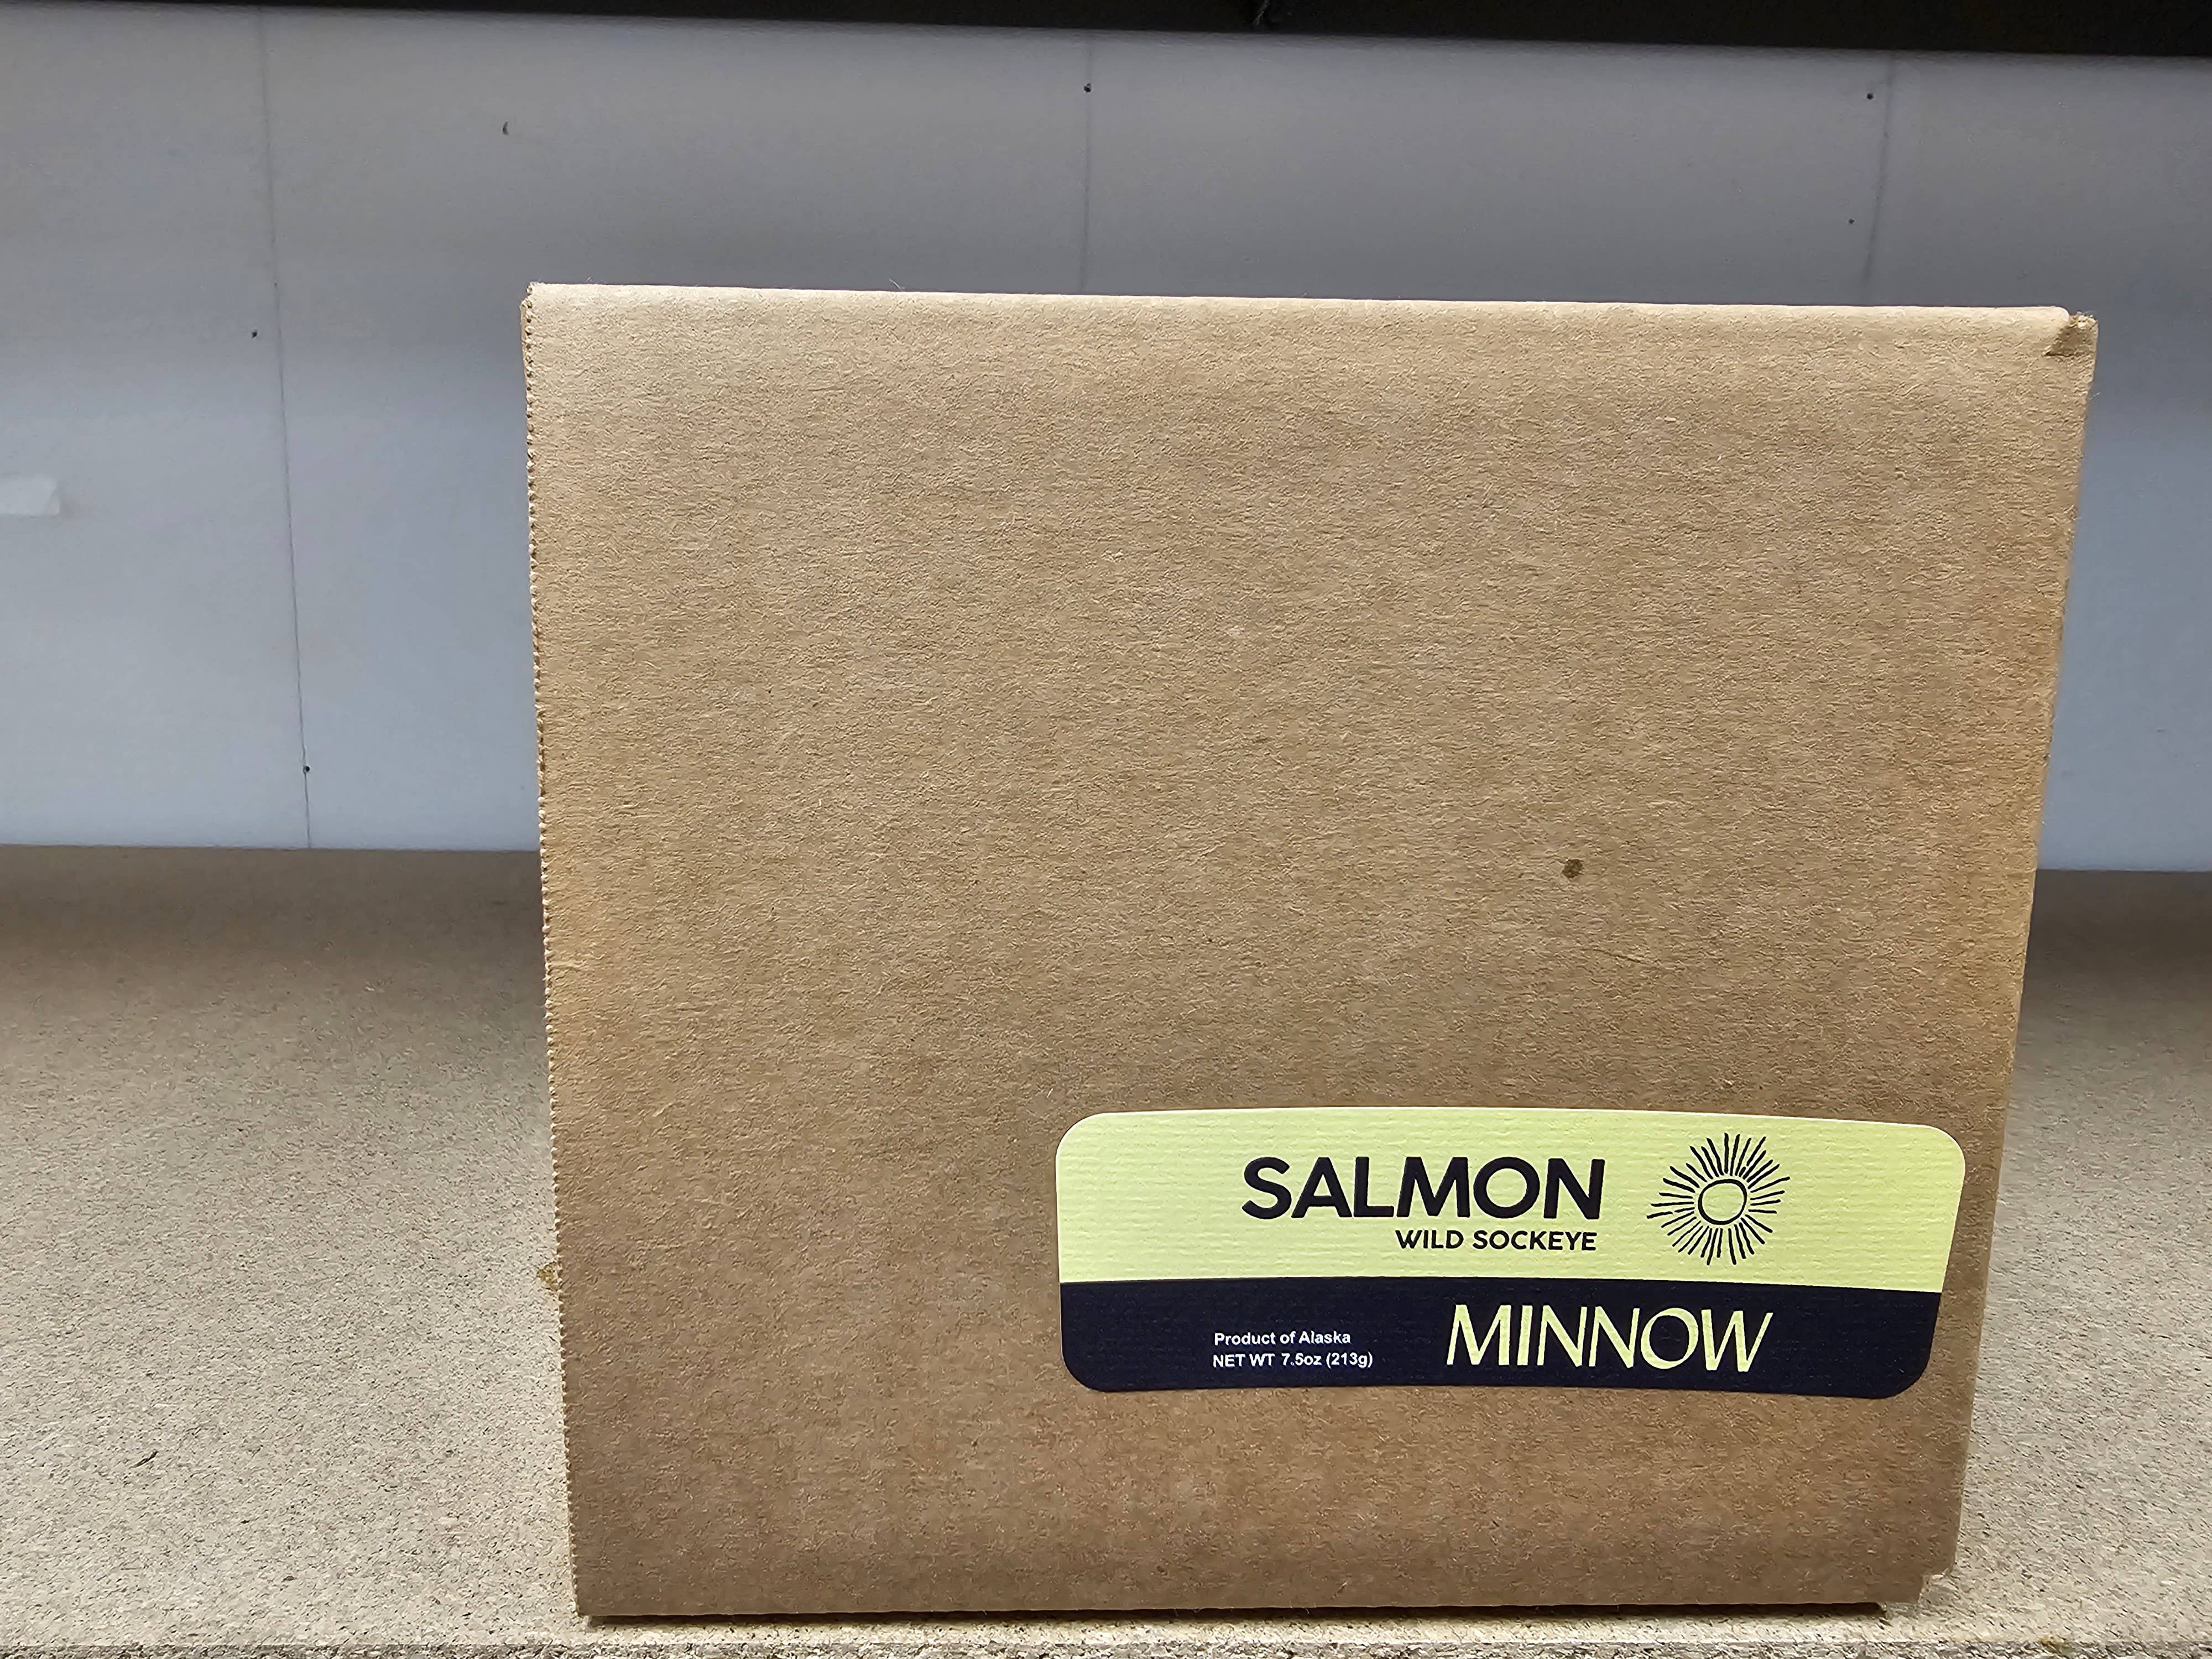 SALMON
WILD SOCKEYE
Product of Alaska
NET WT 7.5oz (213g)
MINNOW